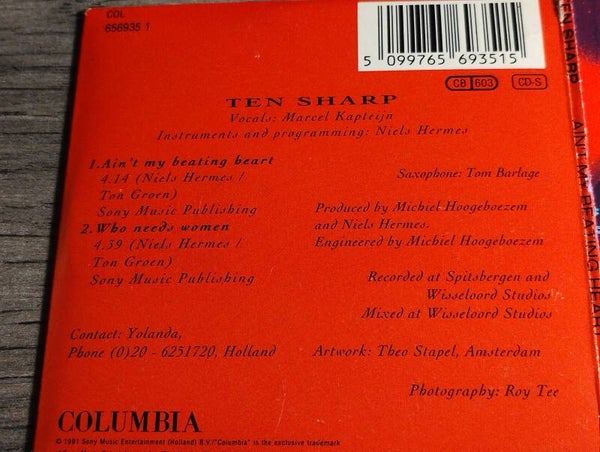 COL
656935 1
5 099765 693515
CB 603
CD-S
TEN SHARP
Vocals: Marcel Kapteijn
Instruments and programming: Niels Hermes
1.Ain't my beating heart
4.14 (Niels Hermes /
Ton Groen)
Sony Music Publishing
2.Who needs women
4.39 (Niels Hermes /
Ton Groen)
Sony Music Publishing
Saxophone: Tom Barlage
Produced by Michiel Hoogeboezem
and Niels Hermes.
Engineered by Michiel Hoogeboezem
Recorded at Spitsbergen and
Wisseloord Studios
Mixed at Wisseloord Studios
Contact: Yolanda,
Phone (0)20 - 6251720, Holland
Artwork: Theo Stapel, Amsterdam
Photography: Roy Tee
COLUMBIA
© 1991 Sony Music Entertainment (Holland) B.V./"Columbia" is the exclusive trademark
TEN SHARP
AIN'T MY BEATING HEART